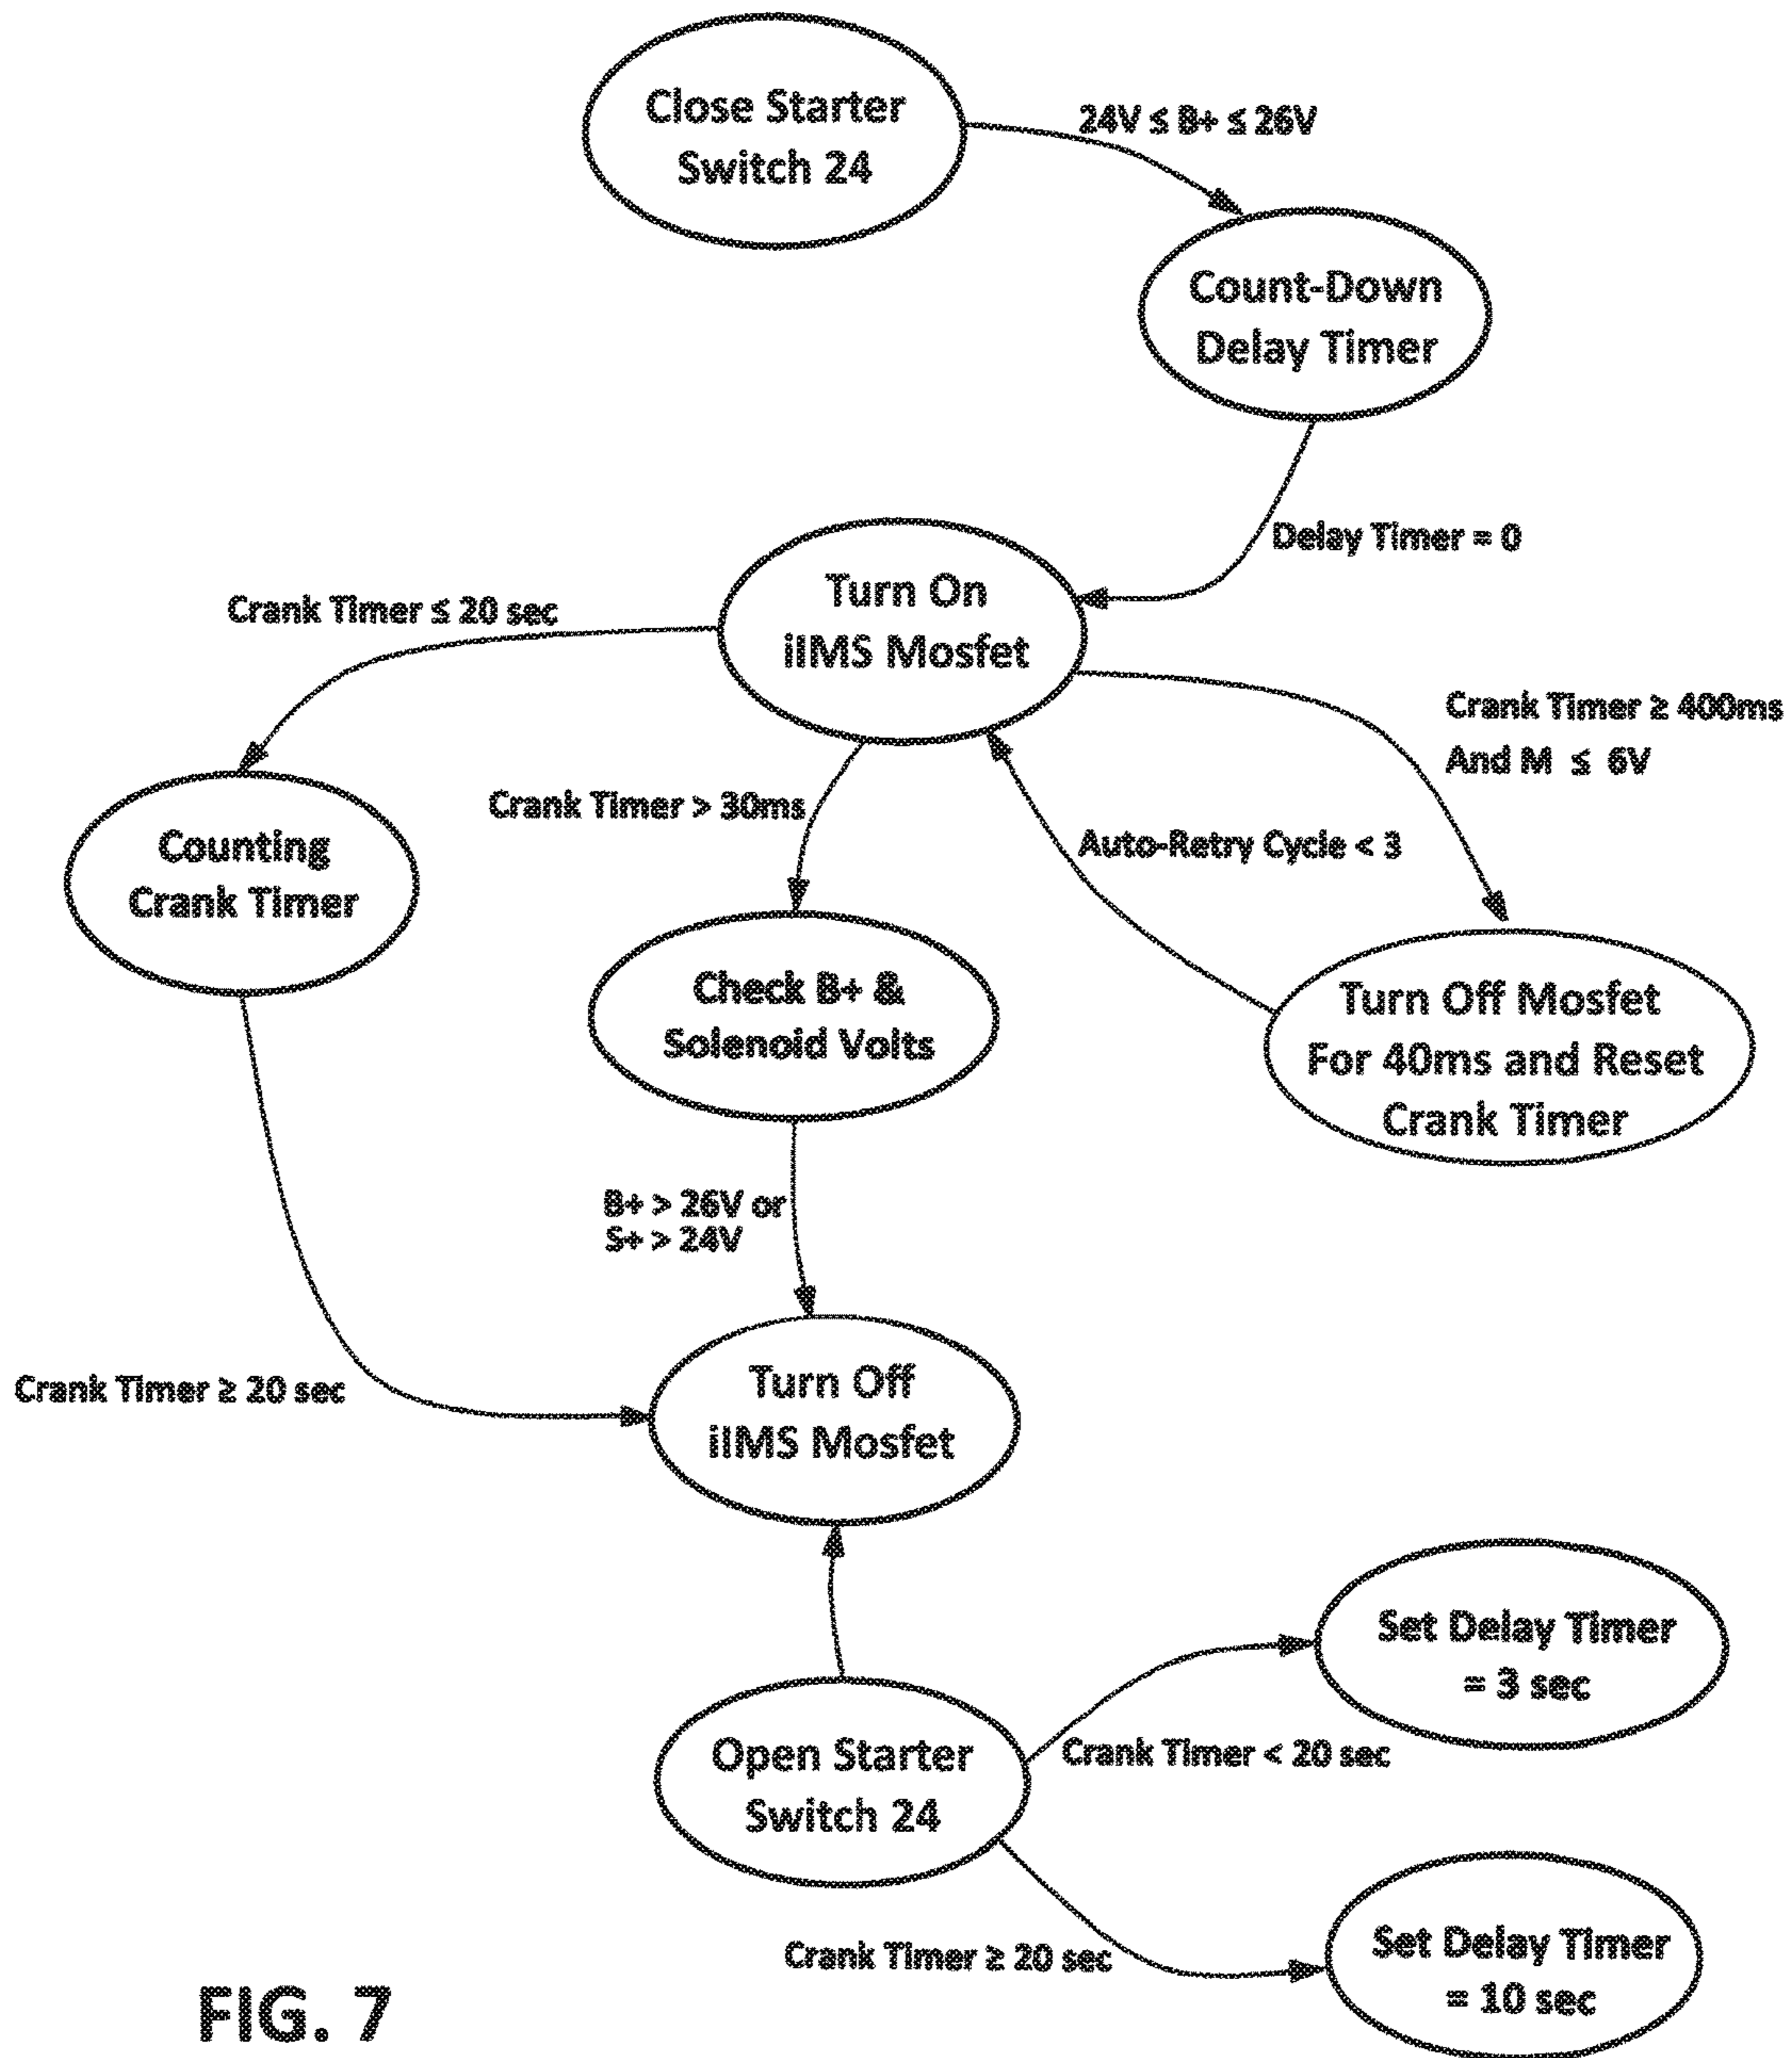 Close Starter
Switch 24
24V ≤ B+ ≤ 26V
Count-Down
Delay Timer
Delay Timer = 0
Turn On
iIMS Mosfet
Crank Timer ≤ 20 sec
Crank Timer ≥ 400ms
And M ≤ 6V
Crank Timer > 30ms
Auto-Retry Cycle < 3
Counting
Crank Timer
Check B+ &
Solenoid Volts
Turn Off Mosfet
For 40ms and Reset
Crank Timer
B+ > 26V or
S+ > 24V
Crank Timer ≥ 20 sec
Turn Off
iIMS Mosfet
Set Delay Timer
= 3 sec
Open Starter
Switch 24
Crank Timer < 20 sec
Crank Timer ≥ 20 sec
Set Delay Timer
= 10 sec
FIG. 7